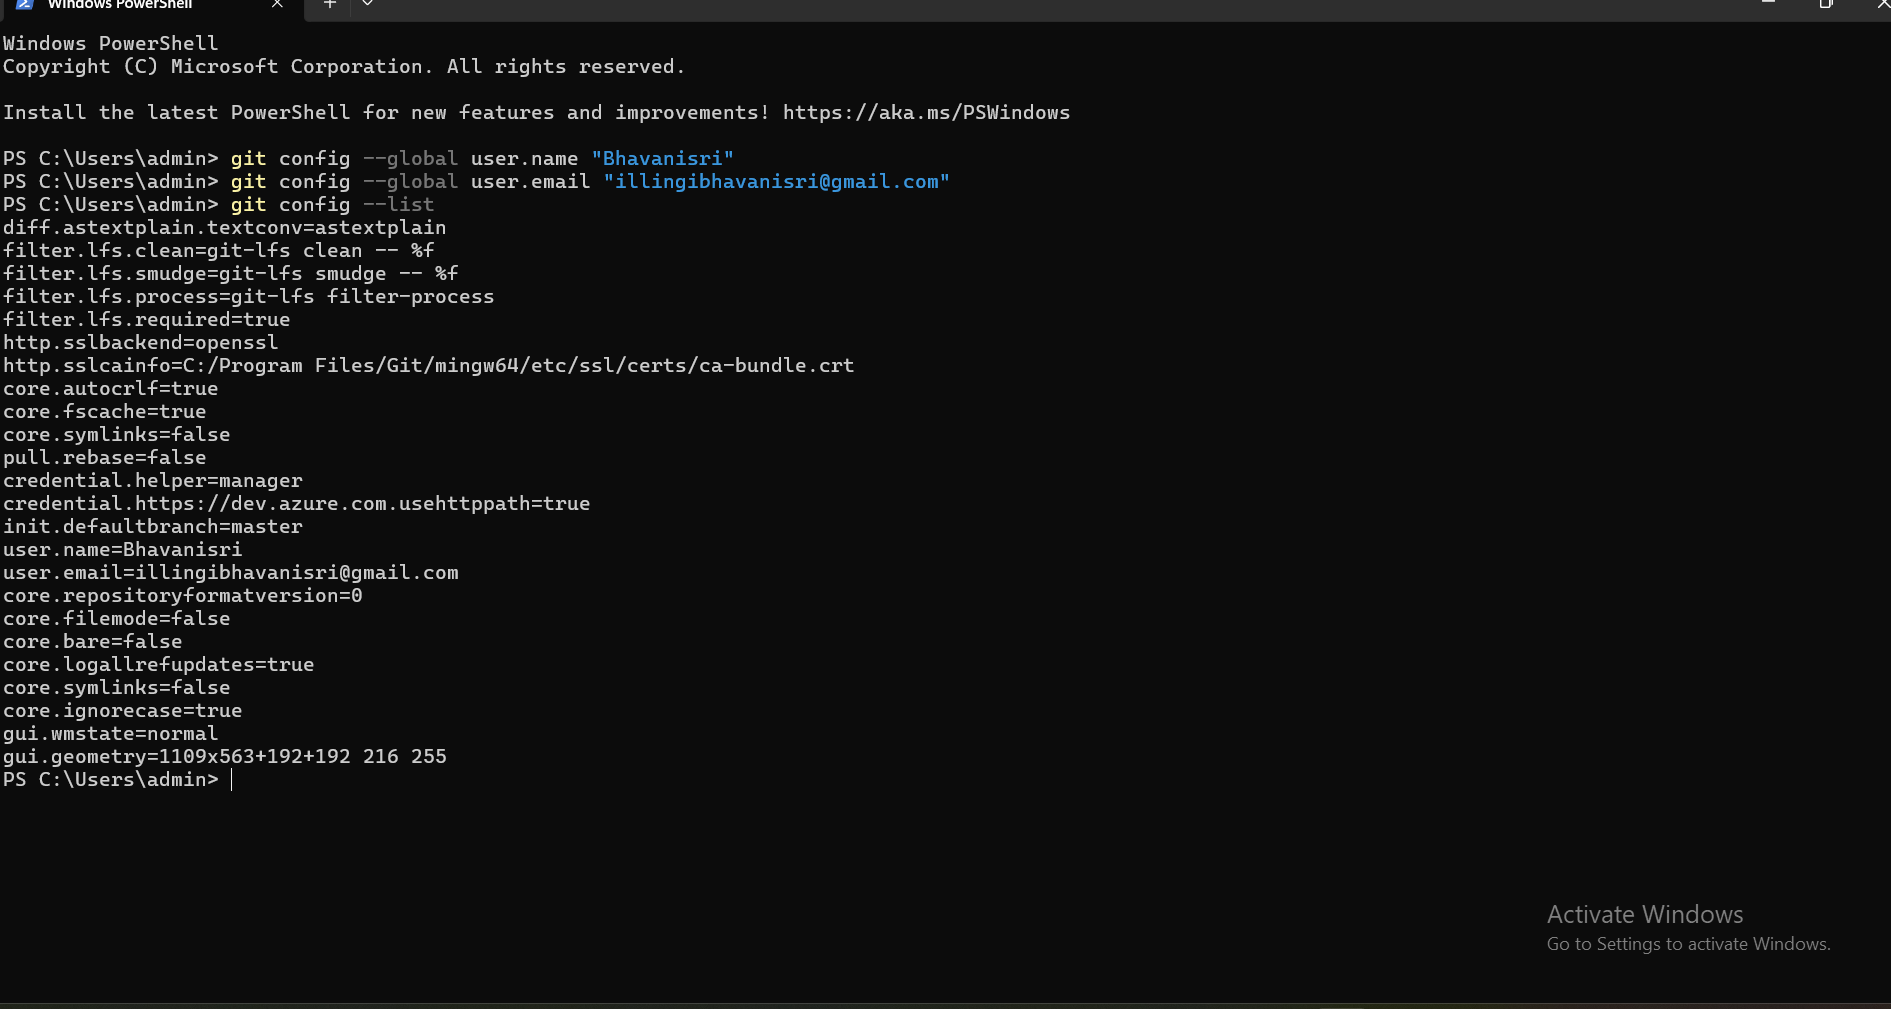 Windows PowerShell
Windows PowerShell
Copyright (C) Microsoft Corporation. All rights reserved.
Install the latest PowerShell for new features and improvements! https://aka.ms/PSWindows
PS C:\Users\admin> git config --global user.name "Bhavanisri"
PS C:\Users\admin> git config --global user.email "illingibhavanisri@gmail.com"
PS C:\Users\admin> git config --list
diff.astextplain.textconv=astextplain
filter.lfs.clean=git-lfs clean -- %f
filter.lfs.smudge=git-lfs smudge -- %f
filter.lfs.process=git-lfs filter-process
filter.lfs.required=true
http.sslbackend=openssl
http.sslcainfo=C:/Program Files/Git/mingw64/etc/ssl/certs/ca-bundle.crt
core.autocrlf=true
core.fscache=true
core.symlinks=false
pull.rebase=false
credential.helper=manager
credential.https://dev.azure.com.usehttppath=true
init.defaultbranch=master
user.name=Bhavanisri
user.email=illingibhavanisri@gmail.com
core.repositoryformatversion=0
core.filemode=false
core.bare=false
core.logallrefupdates=true
core.symlinks=false
core.ignorecase=true
gui.wmstate=normal
gui.geometry=1109x563+192+192 216 255
PS C:\Users\admin>
Activate Windows
Go to Settings to activate Windows.